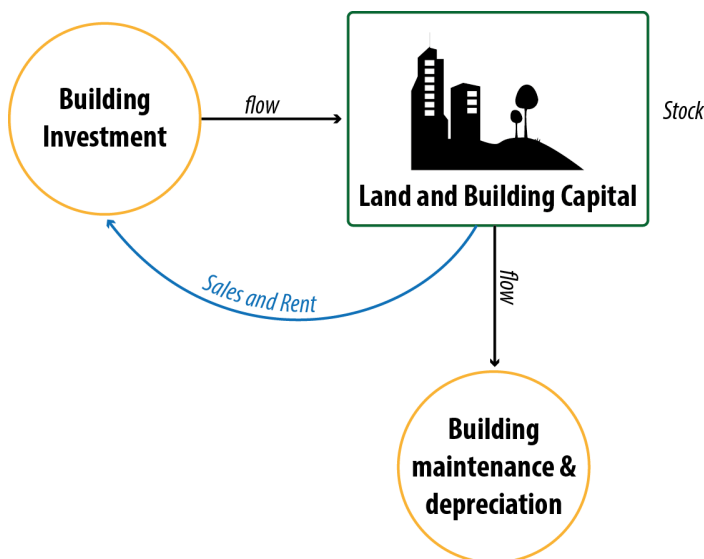 Building
Investment
flow
Land and Building Capital
Stock
Sales and Rent
flow
Building
maintenance &
depreciation